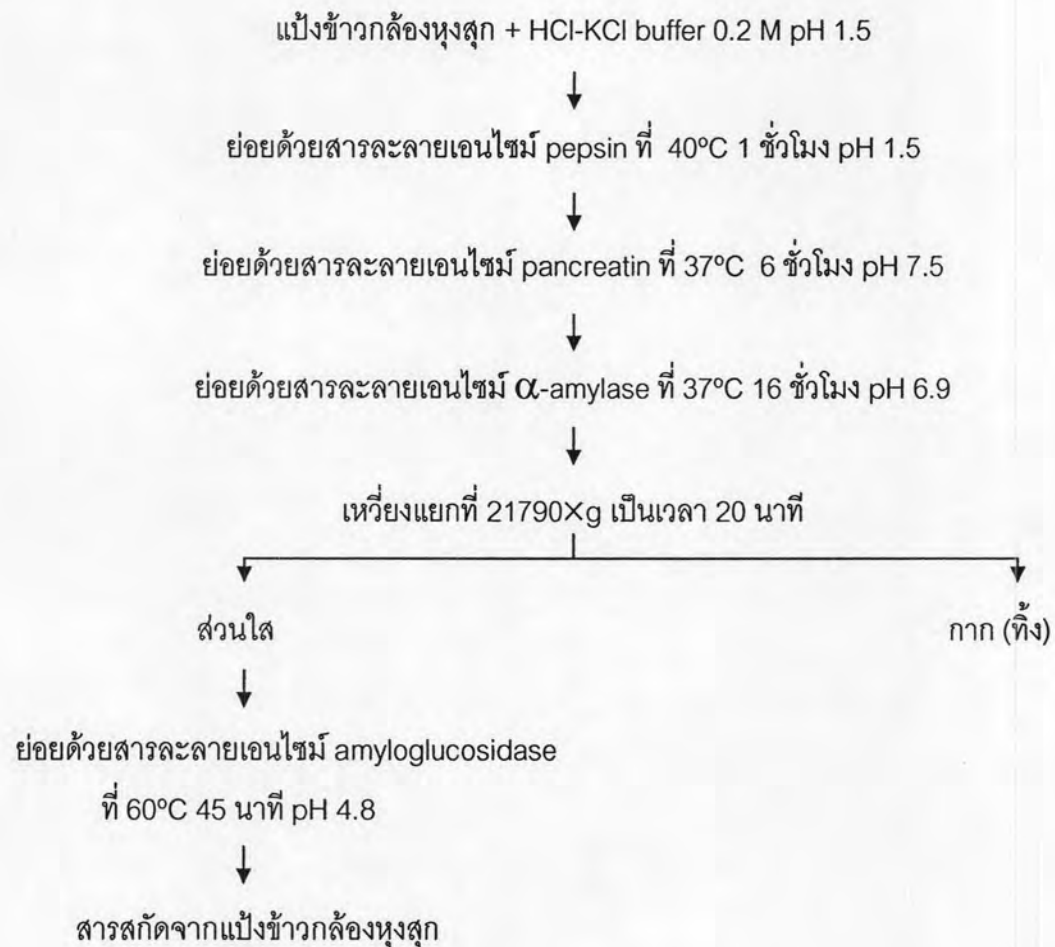 แป้งข้าวกล้องหุงสุก + HCl-KCl buffer 0.2 M pH 1.5
ย่อยด้วยสารละลายเอนไซม์ pepsin ที่ 40ºC 1 ชั่วโมง pH 1.5
ย่อยด้วยสารละลายเอนไซม์ pancreatin ที่ 37ºC 6 ชั่วโมง pH 7.5
ย่อยด้วยสารละลายเอนไซม์ α-amylase ที่ 37ºC 16 ชั่วโมง pH 6.9
เหวี่ยงแยกที่ 21790×g เป็นเวลา 20 นาที
ส่วนใส
กาก (ทิ้ง)
ย่อยด้วยสารละลายเอนไซม์ amyloglucosidase
ที่ 60ºC 45 นาที pH 4.8
สารสกัดจากแป้งข้าวกล้องหุงสุก